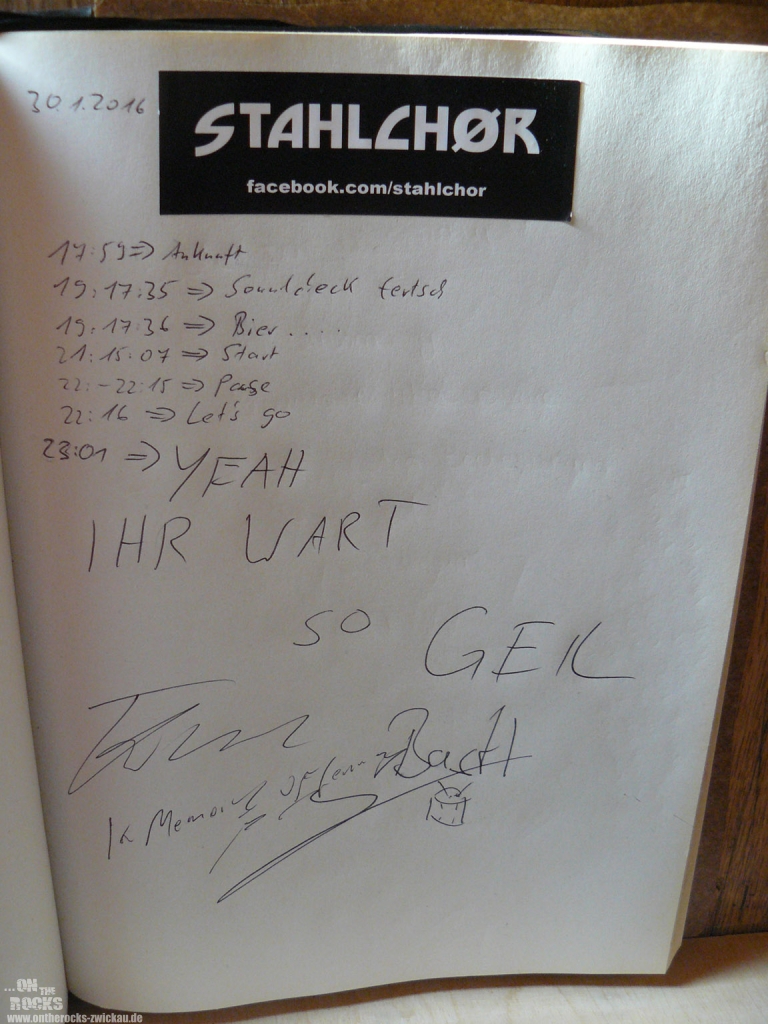 30.1.2016
STAHLCHØR
facebook.com/stahlchor
17:59 => Ankunft
19:17:35 => Soundcheck fertsch
19:17:36 => Bier....
21:15:07 => Start
22:-22:15 => Pause
22:16 => Let's go
23:01 => YEAH
IHR WART
SO GEIL
In Memory
...ON THE ROCKS
www.ontherocks-zwickau.de